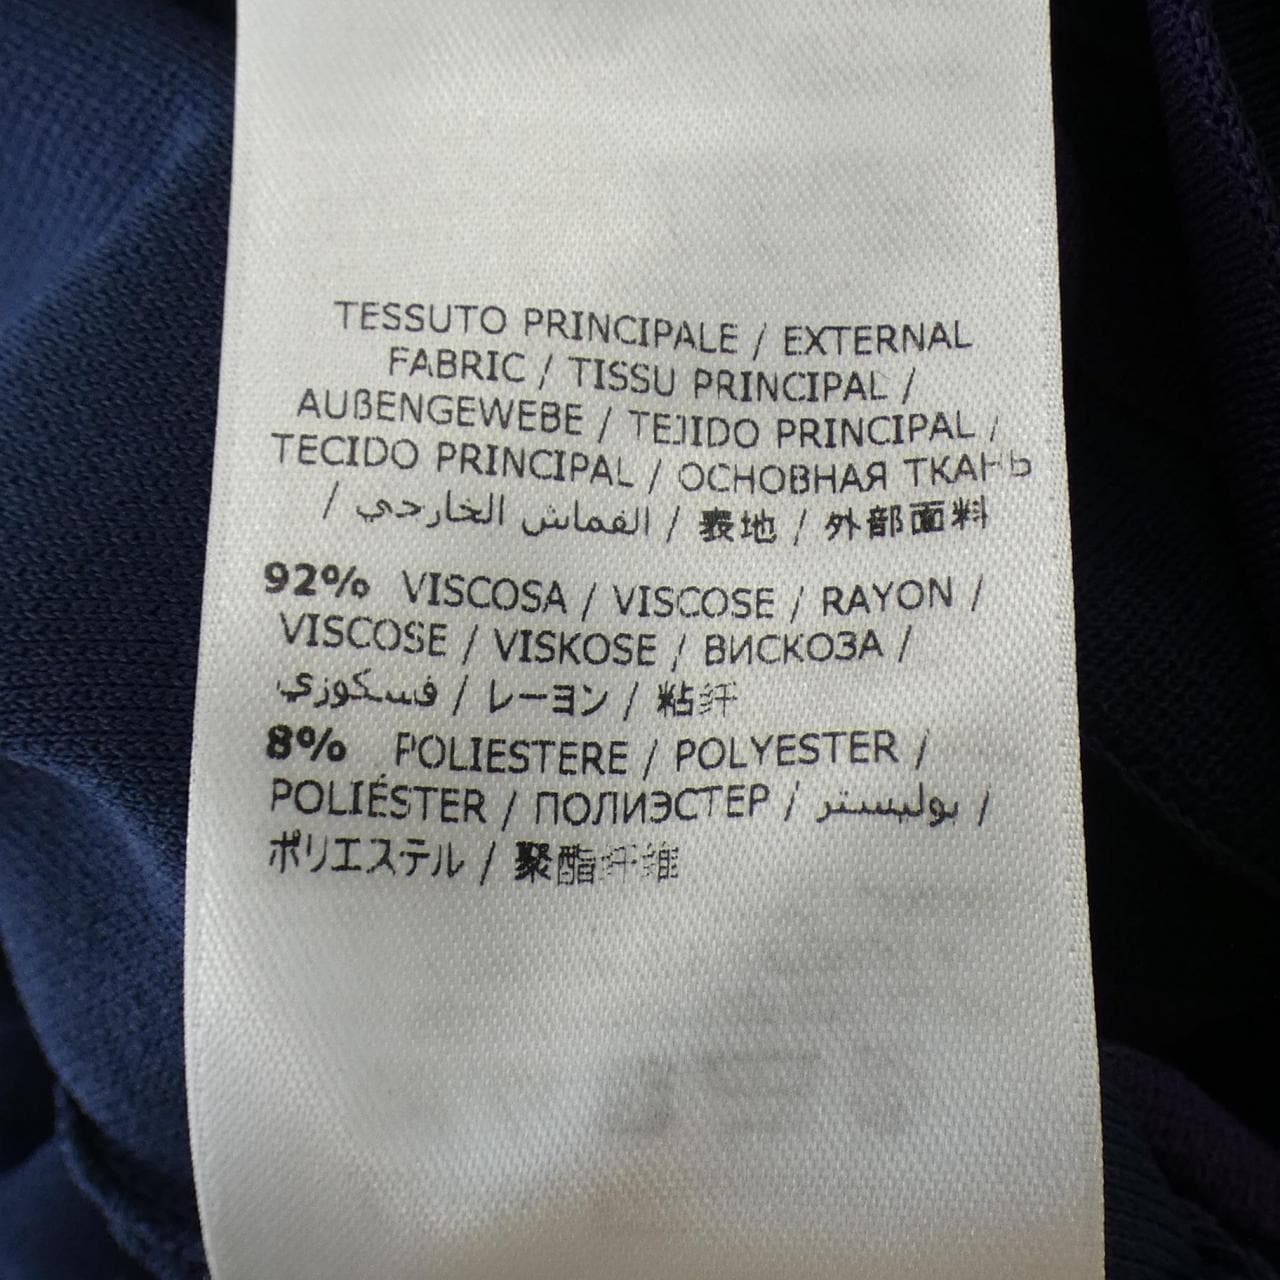 TESSUTO PRINCIPALE / EXTERNAL
FABRIC / TISSU PRINCIPAL /
AUßENGEWEBE / TEJIDO PRINCIPAL /
TECIDO PRINCIPAL / ОСНОВНАЯ ТКАНЬ
/ القماش الخارجي / 表地 / 外部面料
92% VISCOSA / VISCOSE / RAYON /
VISCOSE / VISKOSE / ВИСКОЗА /
فسكوزي / レーヨン / 粘纤
8% POLIESTERE / POLYESTER /
POLIÉSTER / ПОЛИЭСТЕР / بوليستر /
ポリエステル / 聚酯纤维